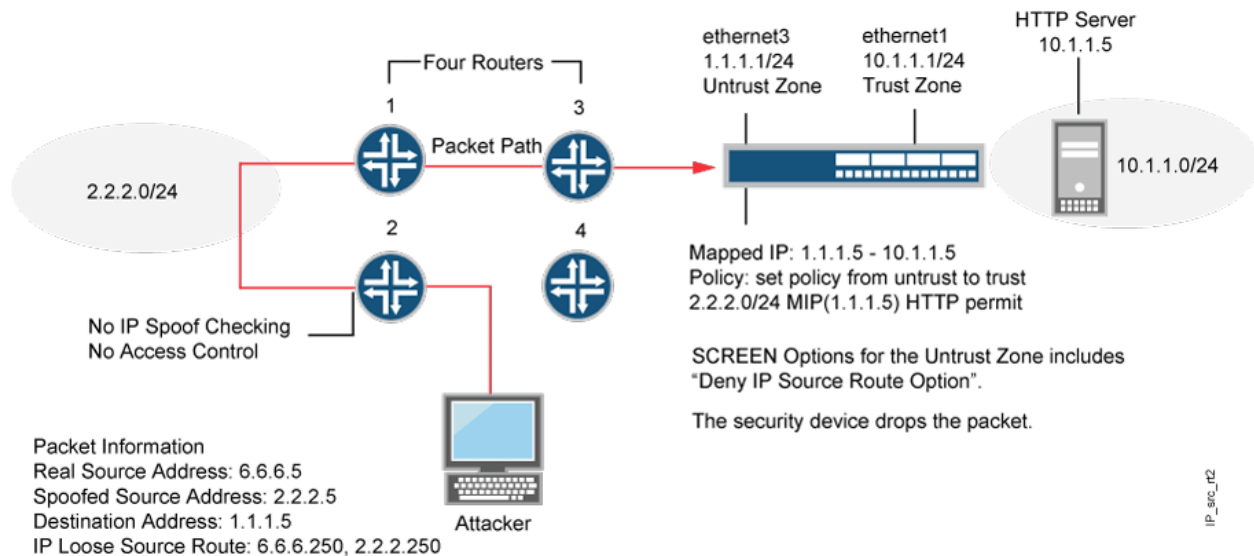 Four Routers
1
3
2
4
Packet Path
2.2.2.0/24
No IP Spoof Checking
No Access Control
Packet Information
Real Source Address: 6.6.6.5
Spoofed Source Address: 2.2.2.5
Destination Address: 1.1.1.5
IP Loose Source Route: 6.6.6.250, 2.2.2.250
Attacker
ethernet3
1.1.1.1/24
Untrust Zone
ethernet1
10.1.1.1/24
Trust Zone
HTTP Server
10.1.1.5
10.1.1.0/24
Mapped IP: 1.1.1.5 - 10.1.1.5
Policy: set policy from untrust to trust
2.2.2.0/24 MIP(1.1.1.5) HTTP permit
SCREEN Options for the Untrust Zone includes
“Deny IP Source Route Option”.
The security device drops the packet.
IP_src_rt2